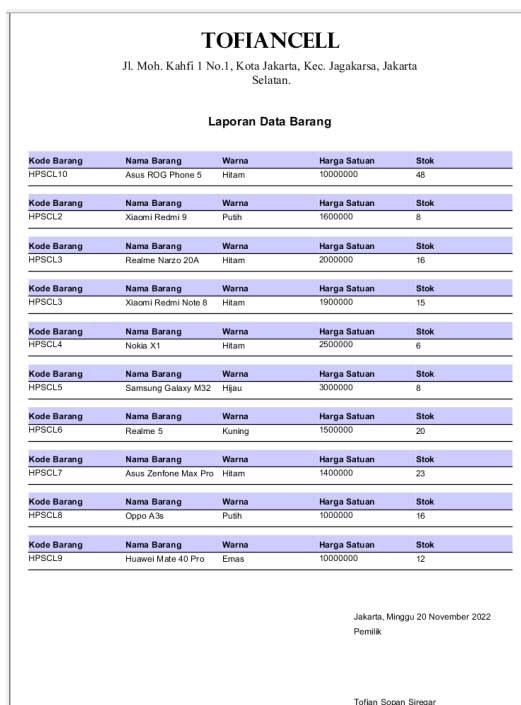 TOFIANCELL
Jl. Moh. Kahfi 1 No.1, Kota Jakarta, Kec. Jagakarsa, Jakarta
Selatan.
Laporan Data Barang
Kode Barang Nama Barang Warna Harga Satuan Stok
HPSCL10 Asus ROG Phone 5 Hitam 10000000 48
Kode Barang Nama Barang Warna Harga Satuan Stok
HPSCL2 Xiaomi Redmi 9 Putih 1600000 8
Kode Barang Nama Barang Warna Harga Satuan Stok
HPSCL3 Realme Narzo 20A Hitam 2000000 16
Kode Barang Nama Barang Warna Harga Satuan Stok
HPSCL3 Xiaomi Redmi Note 8 Hitam 1900000 15
Kode Barang Nama Barang Warna Harga Satuan Stok
HPSCL4 Nokia X1 Hitam 2500000 6
Kode Barang Nama Barang Warna Harga Satuan Stok
HPSCL5 Samsung Galaxy M32 Hijau 3000000 8
Kode Barang Nama Barang Warna Harga Satuan Stok
HPSCL6 Realme 5 Kuning 1500000 20
Kode Barang Nama Barang Warna Harga Satuan Stok
HPSCL7 Asus Zenfone Max Pro Hitam 1400000 23
Kode Barang Nama Barang Warna Harga Satuan Stok
HPSCL8 Oppo A3s Putih 1000000 16
Kode Barang Nama Barang Warna Harga Satuan Stok
HPSCL9 Huawei Mate 40 Pro Emas 10000000 12
Jakarta, Minggu 20 November 2022
Pemilik
Tofian Sopan Siregar